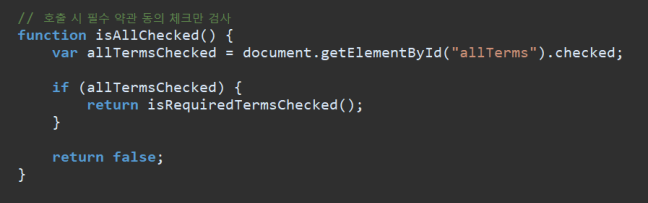 // 호출 시 필수 약관 동의 체크만 검사
function isAllChecked() {
    var allTermsChecked = document.getElementById("allTerms").checked;

    if (allTermsChecked) {
        return isRequiredTermsChecked();
    }

    return false;
}